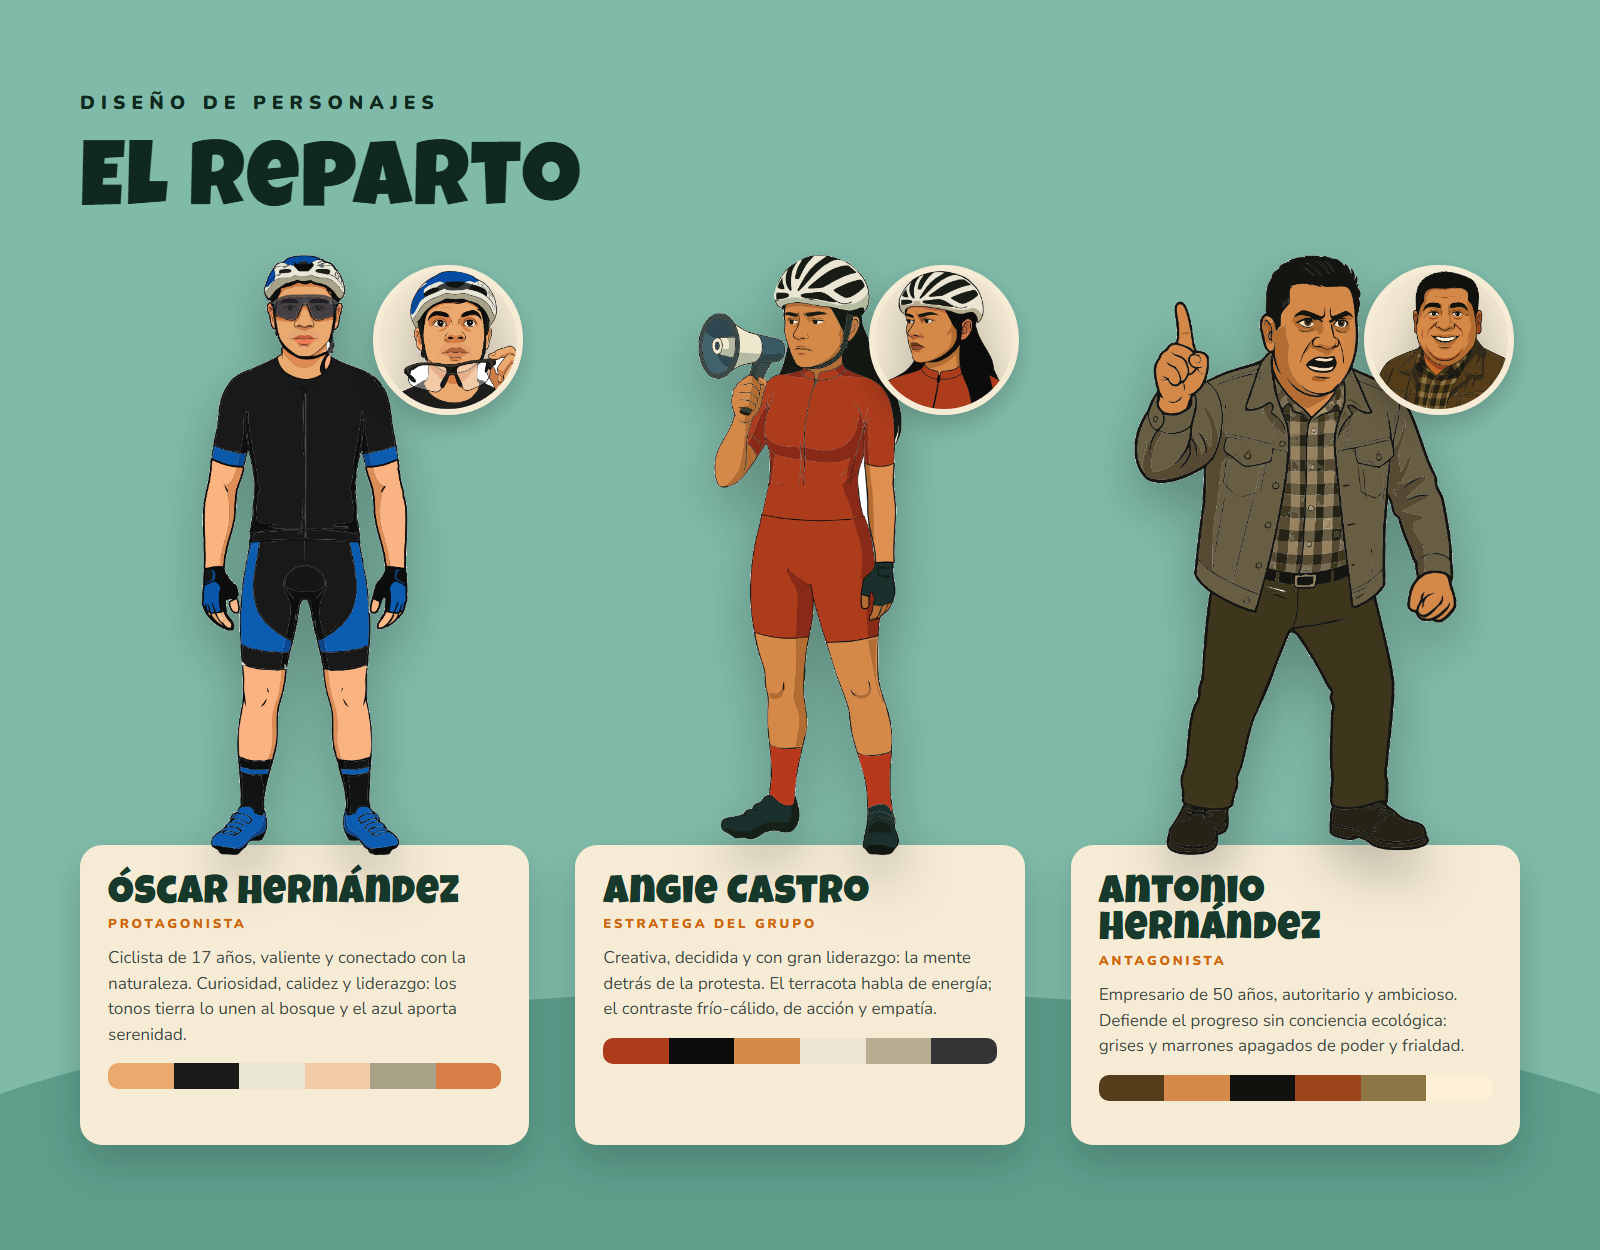 DISEÑO DE PERSONAJES
EL REPARTO
ÓSCAR HERNÁNDEZ
PROTAGONISTA
Ciclista de 17 años, valiente y conectado con la
naturaleza. Curiosidad, calidez y liderazgo: los
tonos tierra lo unen al bosque y el azul aporta
serenidad.
ANGIE CASTRO
ESTRATEGA DEL GRUPO
Creativa, decidida y con gran liderazgo: la mente
detrás de la protesta. El terracota habla de energía;
el contraste frío-cálido, de acción y empatía.
ANTONIO
HERNÁNDEZ
ANTAGONISTA
Empresario de 50 años, autoritario y ambicioso.
Defiende el progreso sin conciencia ecológica:
grises y marrones apagados de poder y frialdad.